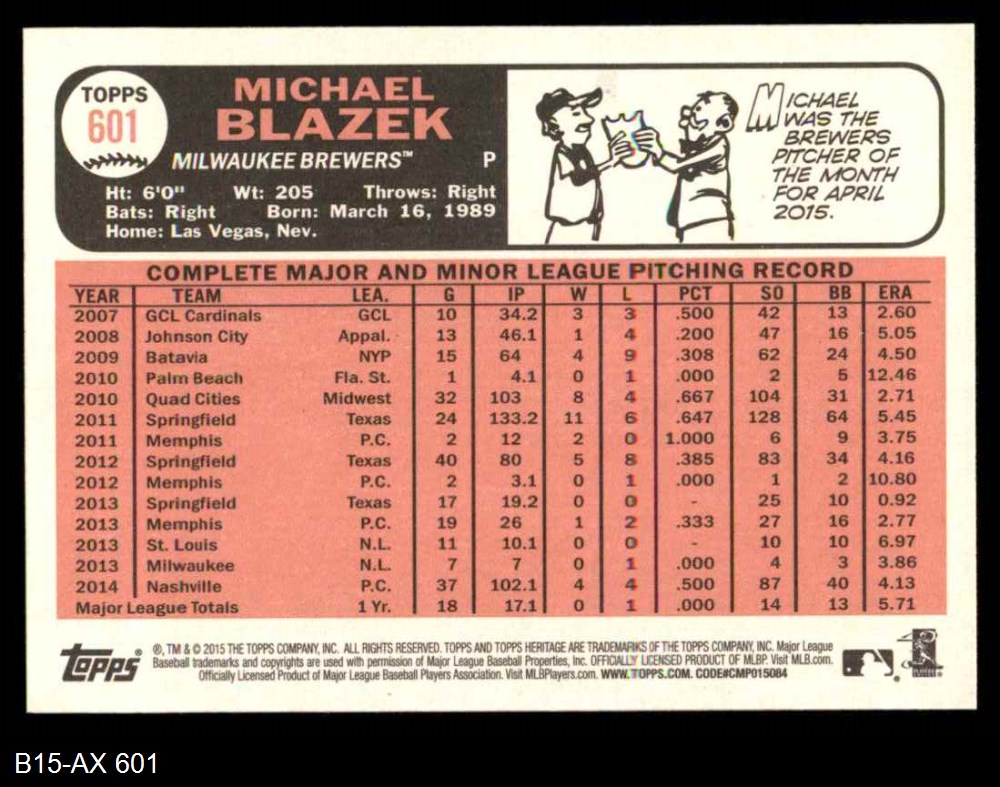 TOPPS
601
MICHAEL
BLAZEK
MILWAUKEE BREWERS™ P
Ht: 6'0" Wt: 205 Throws: Right
Bats: Right Born: March 16, 1989
Home: Las Vegas, Nev.
MICHAEL
WAS THE
BREWERS
PITCHER OF
THE MONTH
FOR APRIL
2015.
COMPLETE MAJOR AND MINOR LEAGUE PITCHING RECORD
YEAR TEAM LEA. G IP W L PCT SO BB ERA
2007 GCL Cardinals GCL 10 34.2 3 3 .500 42 13 2.60
2008 Johnson City Appal. 13 46.1 1 4 .200 47 16 5.05
2009 Batavia NYP 15 64 4 9 .308 62 24 4.50
2010 Palm Beach Fla. St. 1 4.1 0 1 .000 2 5 12.46
2010 Quad Cities Midwest 32 103 8 4 .667 104 31 2.71
2011 Springfield Texas 24 133.2 11 6 .647 128 64 5.45
2011 Memphis P.C. 2 12 2 0 1.000 6 9 3.75
2012 Springfield Texas 40 80 5 8 .385 83 34 4.16
2012 Memphis P.C. 2 3.1 0 1 .000 1 2 10.80
2013 Springfield Texas 17 19.2 0 0 - 25 10 0.92
2013 Memphis P.C. 19 26 1 2 .333 27 16 2.77
2013 St. Louis N.L. 11 10.1 0 0 - 10 10 6.97
2013 Milwaukee N.L. 7 7 0 1 .000 4 3 3.86
2014 Nashville P.C. 37 102.1 4 4 .500 87 40 4.13
Major League Totals 1 Yr. 18 17.1 0 1 .000 14 13 5.71
Topps®
®, TM & © 2015 THE TOPPS COMPANY, INC. ALL RIGHTS RESERVED. TOPPS AND TOPPS HERITAGE ARE TRADEMARKS OF THE TOPPS COMPANY, INC. Major League
Baseball trademarks and copyrights are used with permission of Major League Baseball Properties, Inc. OFFICIALLY LICENSED PRODUCT OF MLBP. Visit MLB.com.
Officially Licensed Product of Major League Baseball Players Association. Visit MLBPlayers.com. WWW.TOPPS.COM. CODE#CMP015084
B15-AX 601